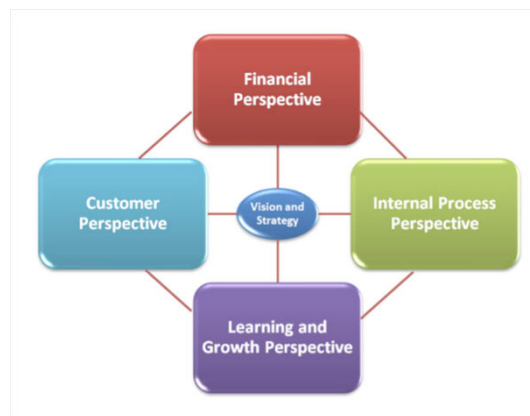 Financial
Perspective
Customer
Perspective
Vision and
Strategy
Internal Process
Perspective
Learning and
Growth Perspective